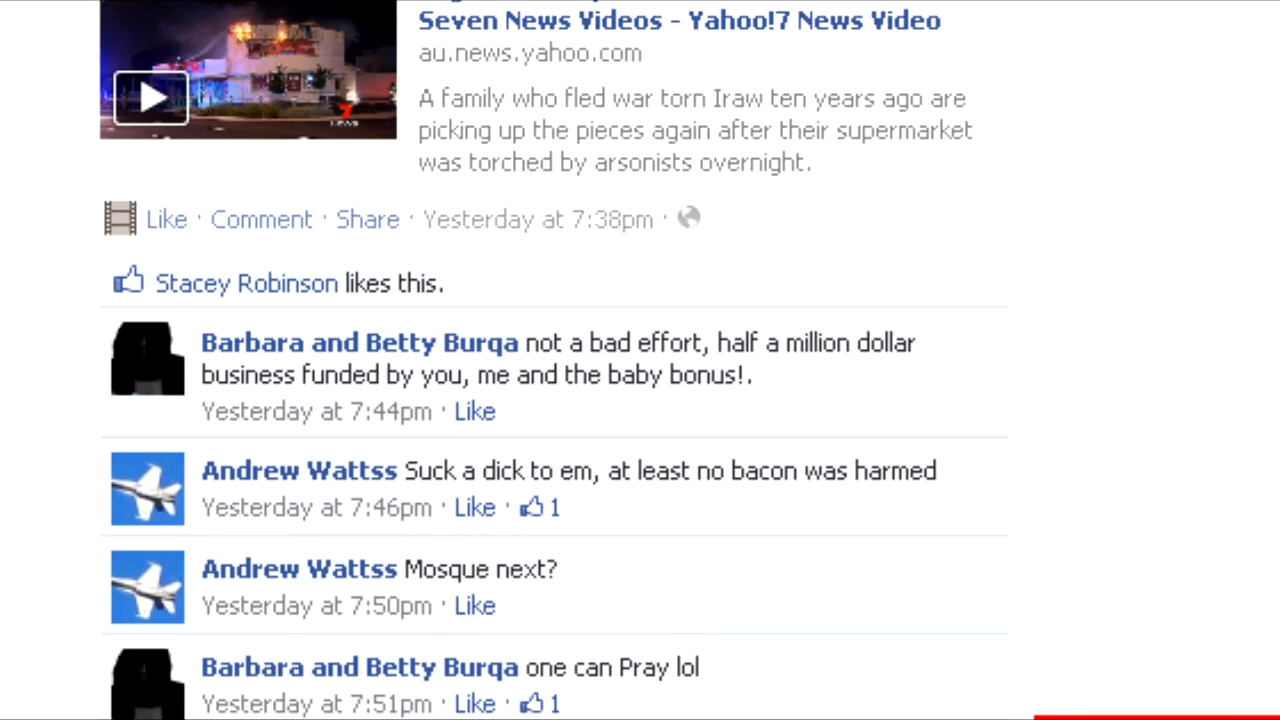 Seven News Videos - Yahoo!7 News Video
au.news.yahoo.com
A family who fled war torn Iraw ten years ago are
picking up the pieces again after their supermarket
was torched by arsonists overnight.
7
news
Like · Comment · Share · Yesterday at 7:38pm ·
Stacey Robinson likes this.
Barbara and Betty Burqa not a bad effort, half a million dollar
business funded by you, me and the baby bonus!.
Yesterday at 7:44pm · Like
Andrew Wattss Suck a dick to em, at least no bacon was harmed
Yesterday at 7:46pm · Like · 1
Andrew Wattss Mosque next?
Yesterday at 7:50pm · Like
Barbara and Betty Burqa one can Pray lol
Yesterday at 7:51pm · Like · 1